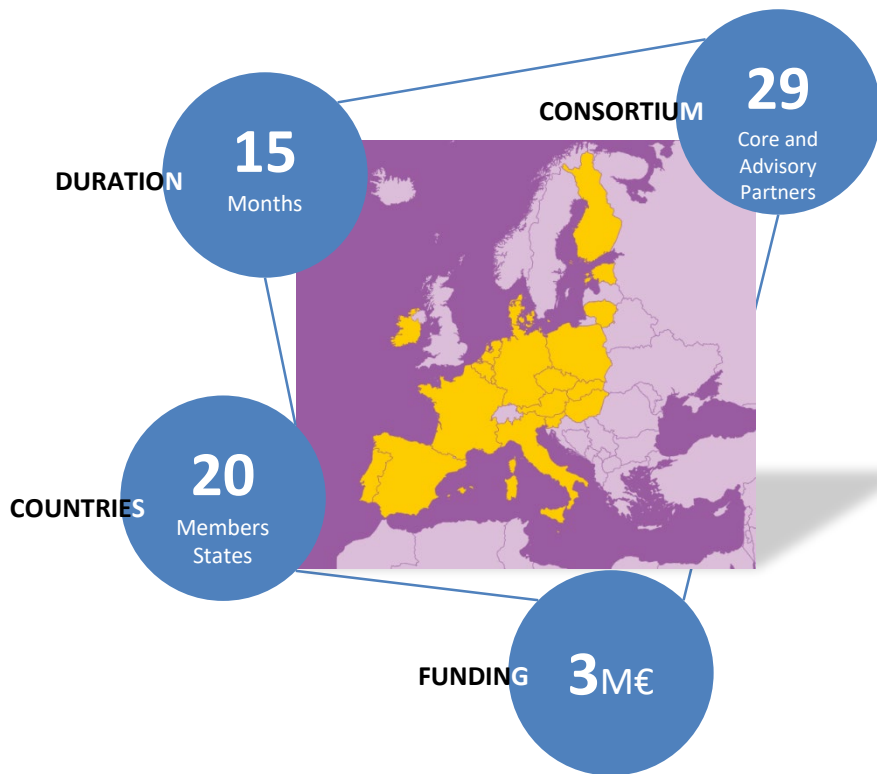 CONSORTIUM
29
Core and
Advisory
Partners
DURATION
15
Months
COUNTRIES
20
Members
States
FUNDING
3M€